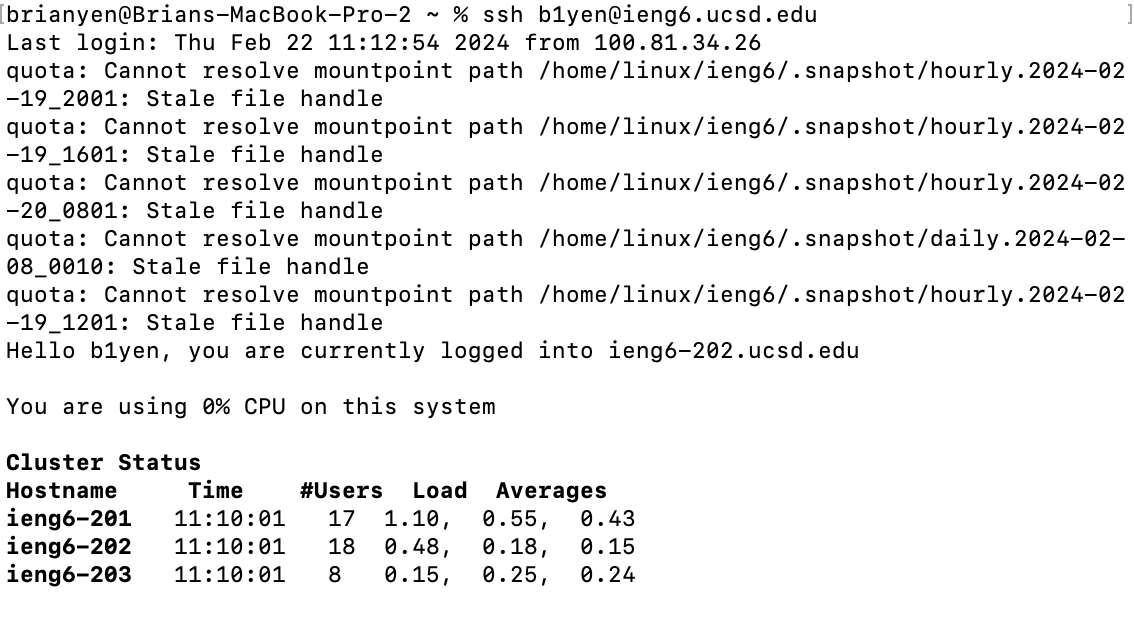 [brianyen@Brians-MacBook-Pro-2 ~ % ssh b1yen@ieng6.ucsd.edu ]
Last login: Thu Feb 22 11:12:54 2024 from 100.81.34.26
quota: Cannot resolve mountpoint path /home/linux/ieng6/.snapshot/hourly.2024-02
-19_2001: Stale file handle
quota: Cannot resolve mountpoint path /home/linux/ieng6/.snapshot/hourly.2024-02
-19_1601: Stale file handle
quota: Cannot resolve mountpoint path /home/linux/ieng6/.snapshot/hourly.2024-02
-20_0801: Stale file handle
quota: Cannot resolve mountpoint path /home/linux/ieng6/.snapshot/daily.2024-02-
08_0010: Stale file handle
quota: Cannot resolve mountpoint path /home/linux/ieng6/.snapshot/hourly.2024-02
-19_1201: Stale file handle
Hello b1yen, you are currently logged into ieng6-202.ucsd.edu
You are using 0% CPU on this system
Cluster Status
Hostname     Time    #Users  Load  Averages
ieng6-201   11:10:01   17  1.10,  0.55,  0.43
ieng6-202   11:10:01   18  0.48,  0.18,  0.15
ieng6-203   11:10:01   8   0.15,  0.25,  0.24